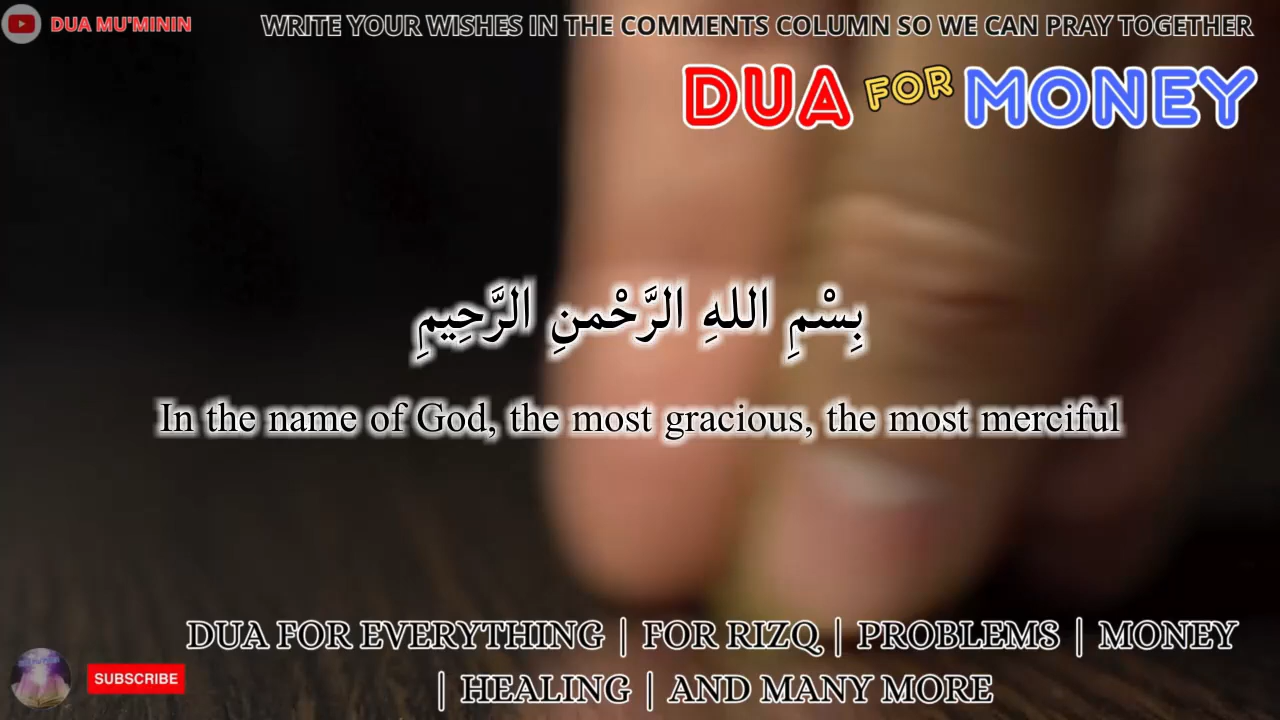 DUA MU'MININ
WRITE YOUR WISHES IN THE COMMENTS COLUMN SO WE CAN PRAY TOGETHER
DUA FOR MONEY
بِسْمِ اللهِ الرَّحْمنِ الرَّحِيمِ
In the name of God, the most gracious, the most merciful
DUA FOR EVERYTHING | FOR RIZQ | PROBLEMS | MONEY
| HEALING | AND MANY MORE
SUBSCRIBE